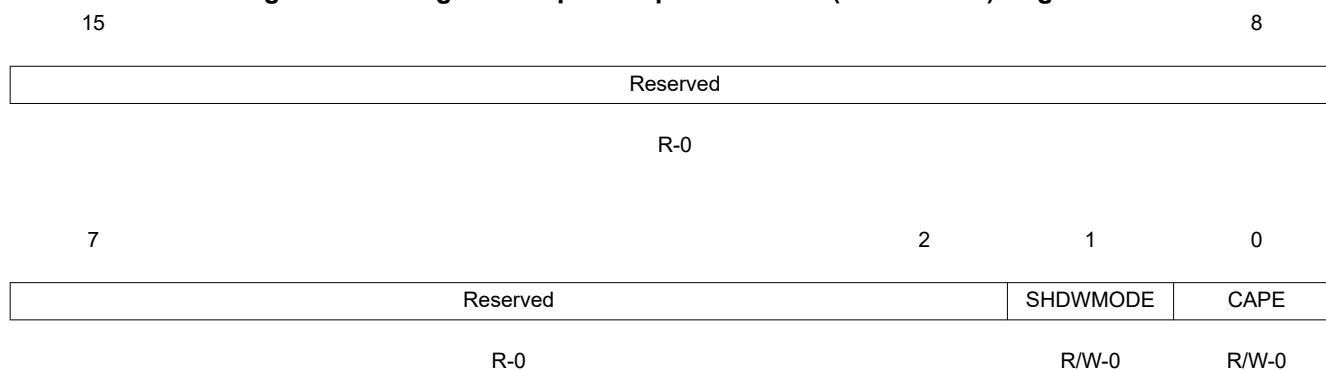 15 8
Reserved
R-0
7 2 1 0
Reserved SHDWMODE CAPE
R-0 R/W-0 R/W-0